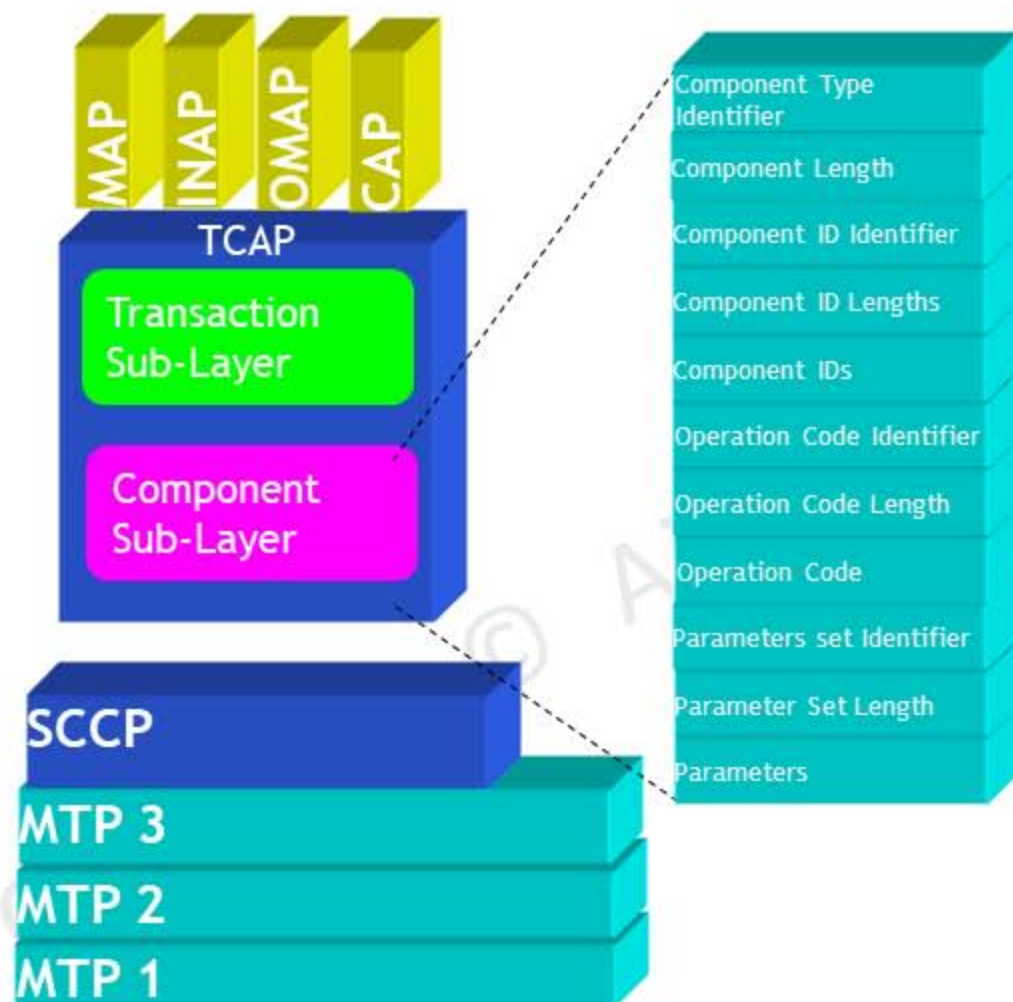 MAP
INAP
OMAP
CAP
TCAP
Transaction
Sub-Layer
Component
Sub-Layer
SCCP
MTP 3
MTP 2
MTP 1
Component Type
Identifier
Component Length
Component ID Identifier
Component ID Lengths
Component IDs
Operation Code Identifier
Operation Code Length
Operation Code
Parameters set Identifier
Parameter Set Length
Parameters
©